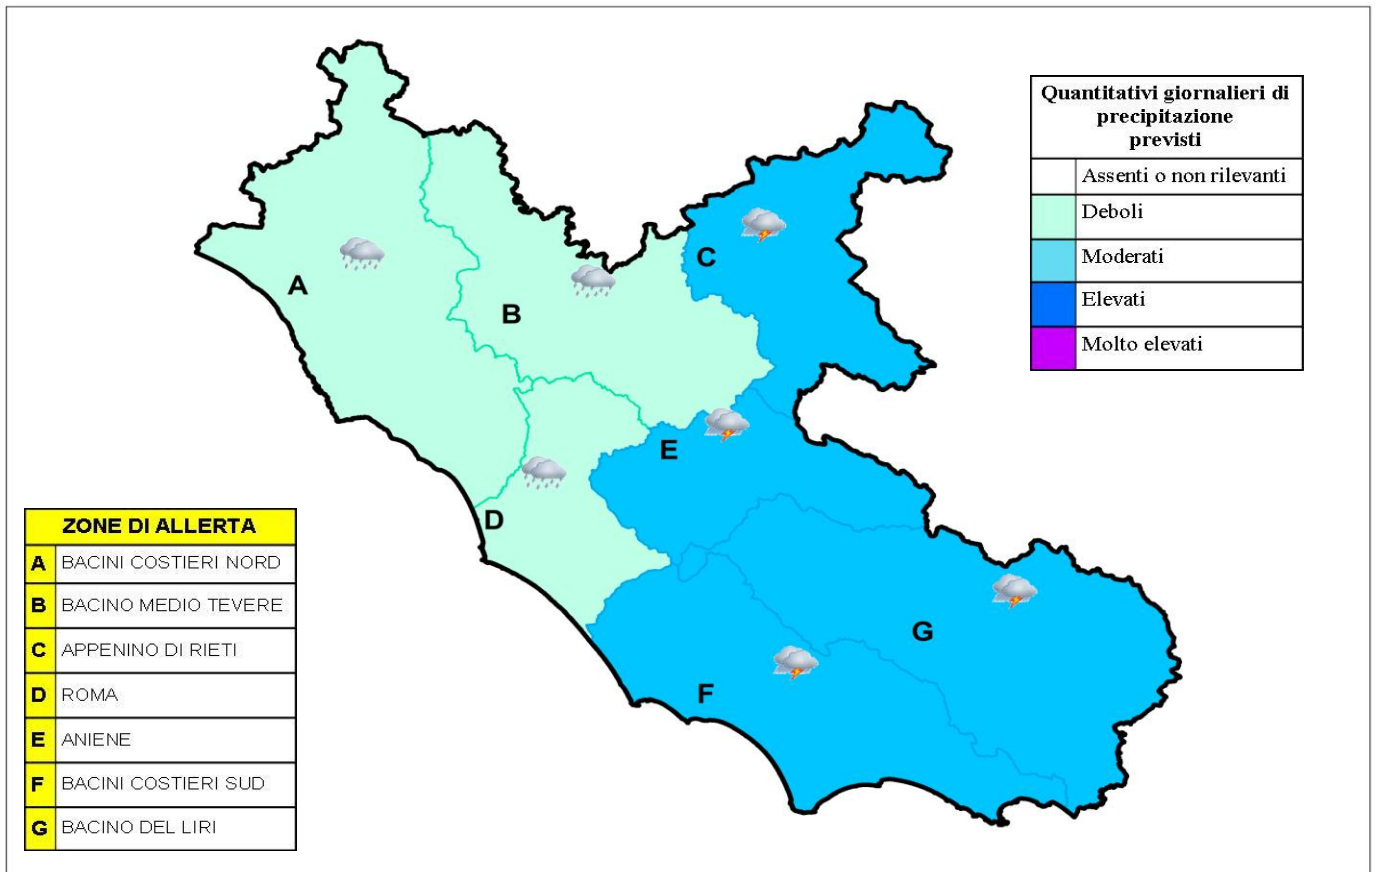 Quantitativi giornalieri di
precipitazione
previsti
Assenti o non rilevanti
Deboli
Moderati
Elevati
Molto elevati
A
B
C
D
E
F
G
ZONE DI ALLERTA
A BACINI COSTIERI NORD
B BACINO MEDIO TEVERE
C APPENINO DI RIETI
D ROMA
E ANIENE
F BACINI COSTIERI SUD
G BACINO DEL LIRI